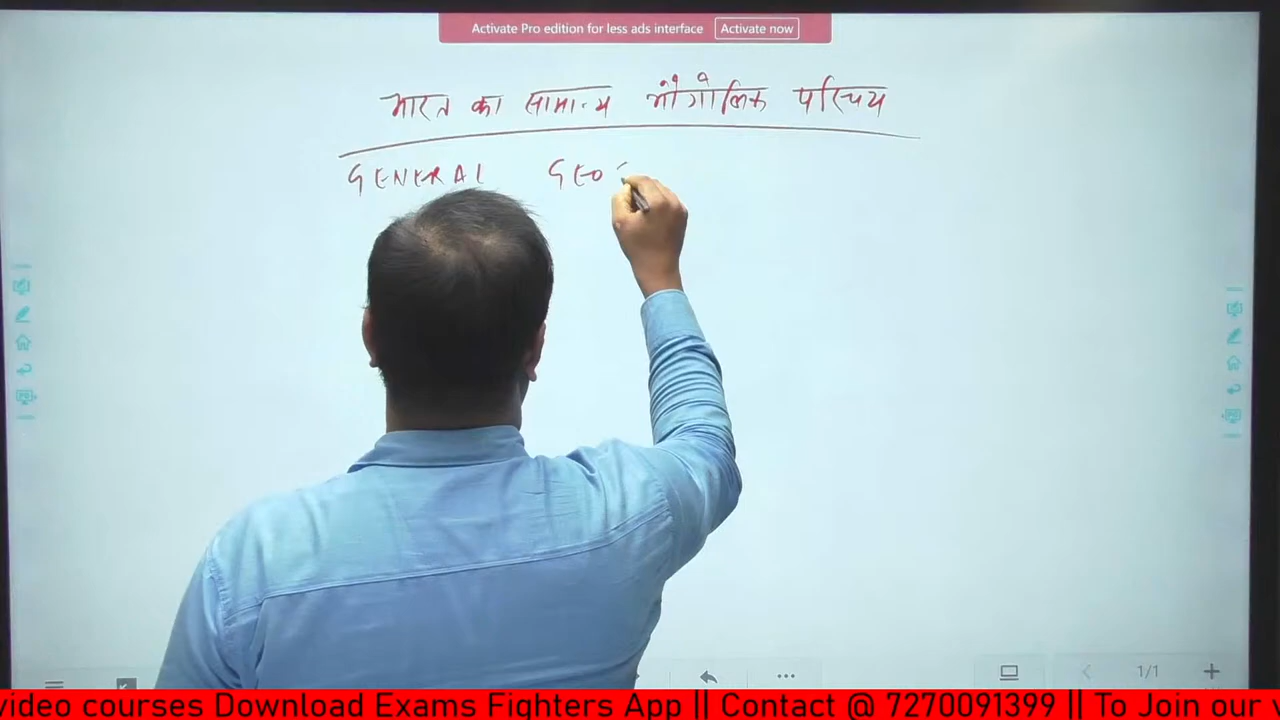 Activate Pro edition for less ads interface Activate now
भारत का सामान्य भौगोलिक परिचय
GENERAL GEO
1/1
video courses Download Exams Fighters App || Contact @ 7270091399 || To Join our